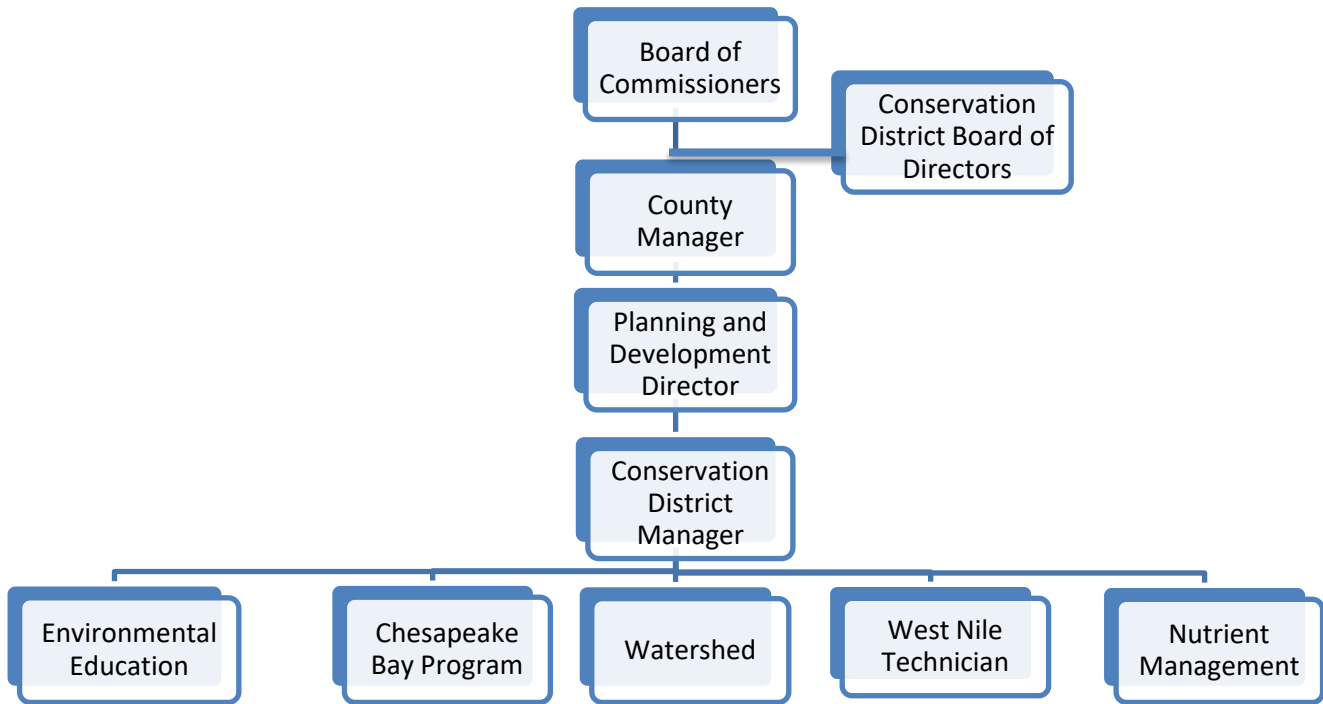 Board of
Commissioners
Conservation
District Board of
Directors
County
Manager
Planning and
Development
Director
Conservation
District
Manager
Environmental
Education
Chesapeake
Bay Program
Watershed
West Nile
Technician
Nutrient
Management